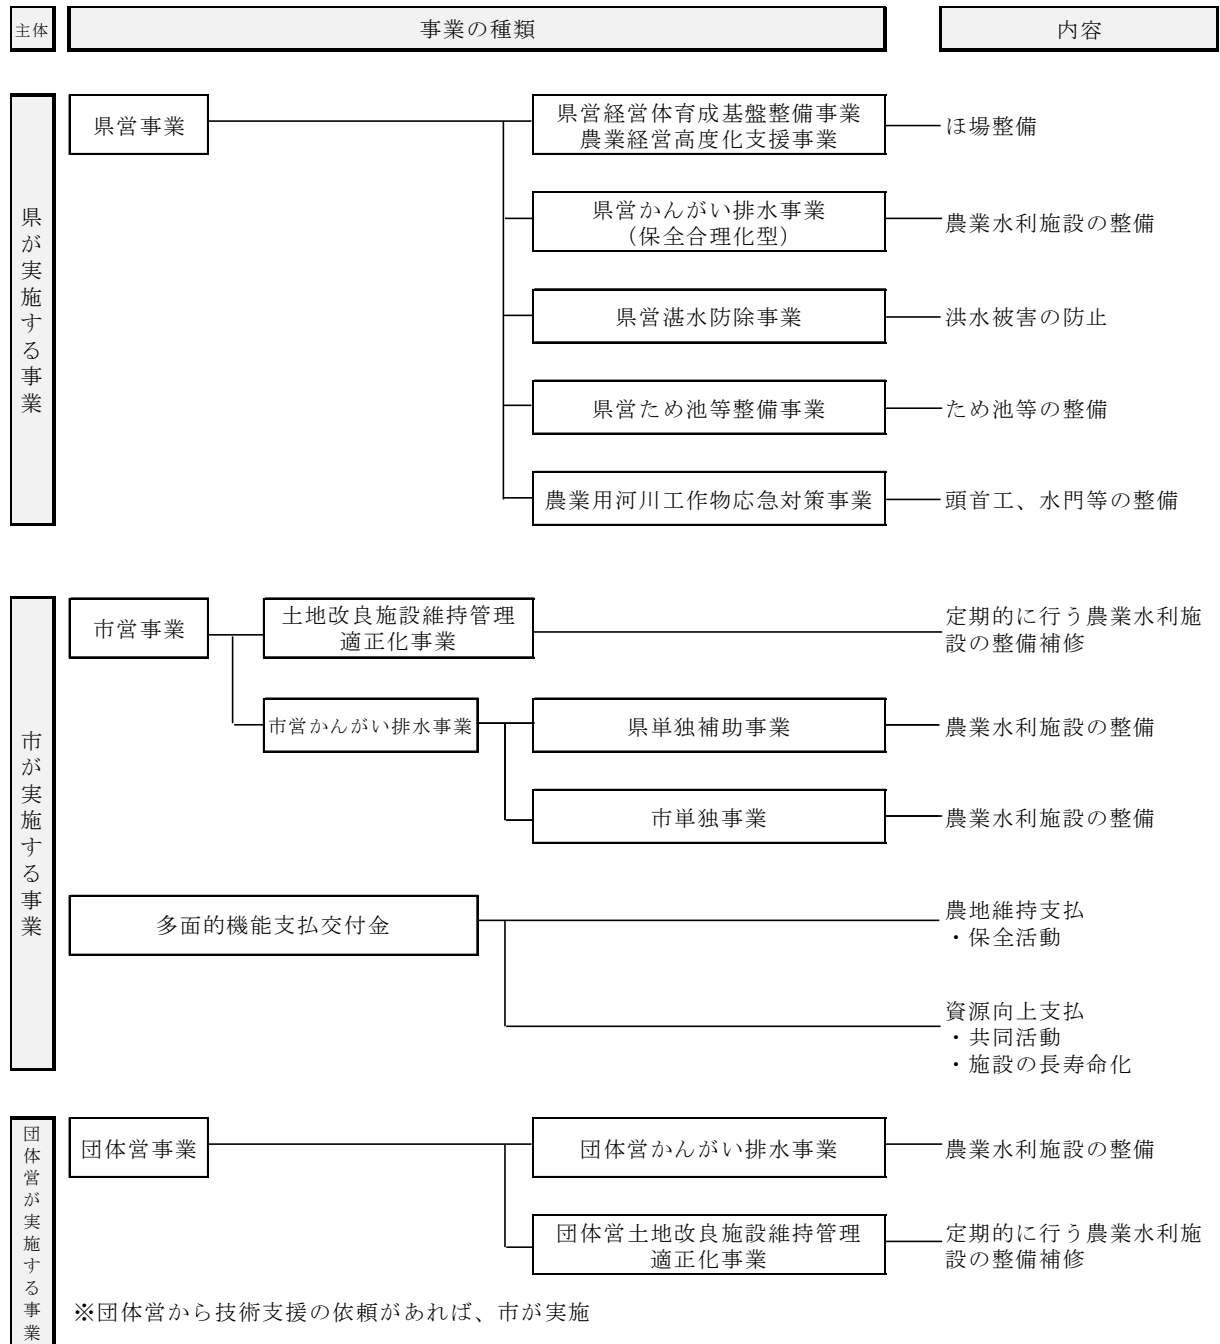 主体
事業の種類
内容
県が実施する事業
県営事業
県営経営体育成基盤整備事業
農業経営高度化支援事業
ほ場整備
県営かんがい排水事業
（保全合理化型）
農業水利施設の整備
県営湛水防除事業
洪水被害の防止
県営ため池等整備事業
ため池等の整備
農業用河川工作物応急対策事業
頭首工、水門等の整備
市が実施する事業
市営事業
土地改良施設維持管理
適正化事業
定期的に行う農業水利施
設の整備補修
市営かんがい排水事業
県単独補助事業
農業水利施設の整備
市単独事業
農業水利施設の整備
多面的機能支払交付金
農地維持支払
・保全活動
資源向上支払
・共同活動
・施設の長寿命化
団体営が実施する事業
団体営事業
団体営かんがい排水事業
農業水利施設の整備
団体営土地改良施設維持管理
適正化事業
定期的に行う農業水利施
設の整備補修
※団体営から技術支援の依頼があれば、市が実施